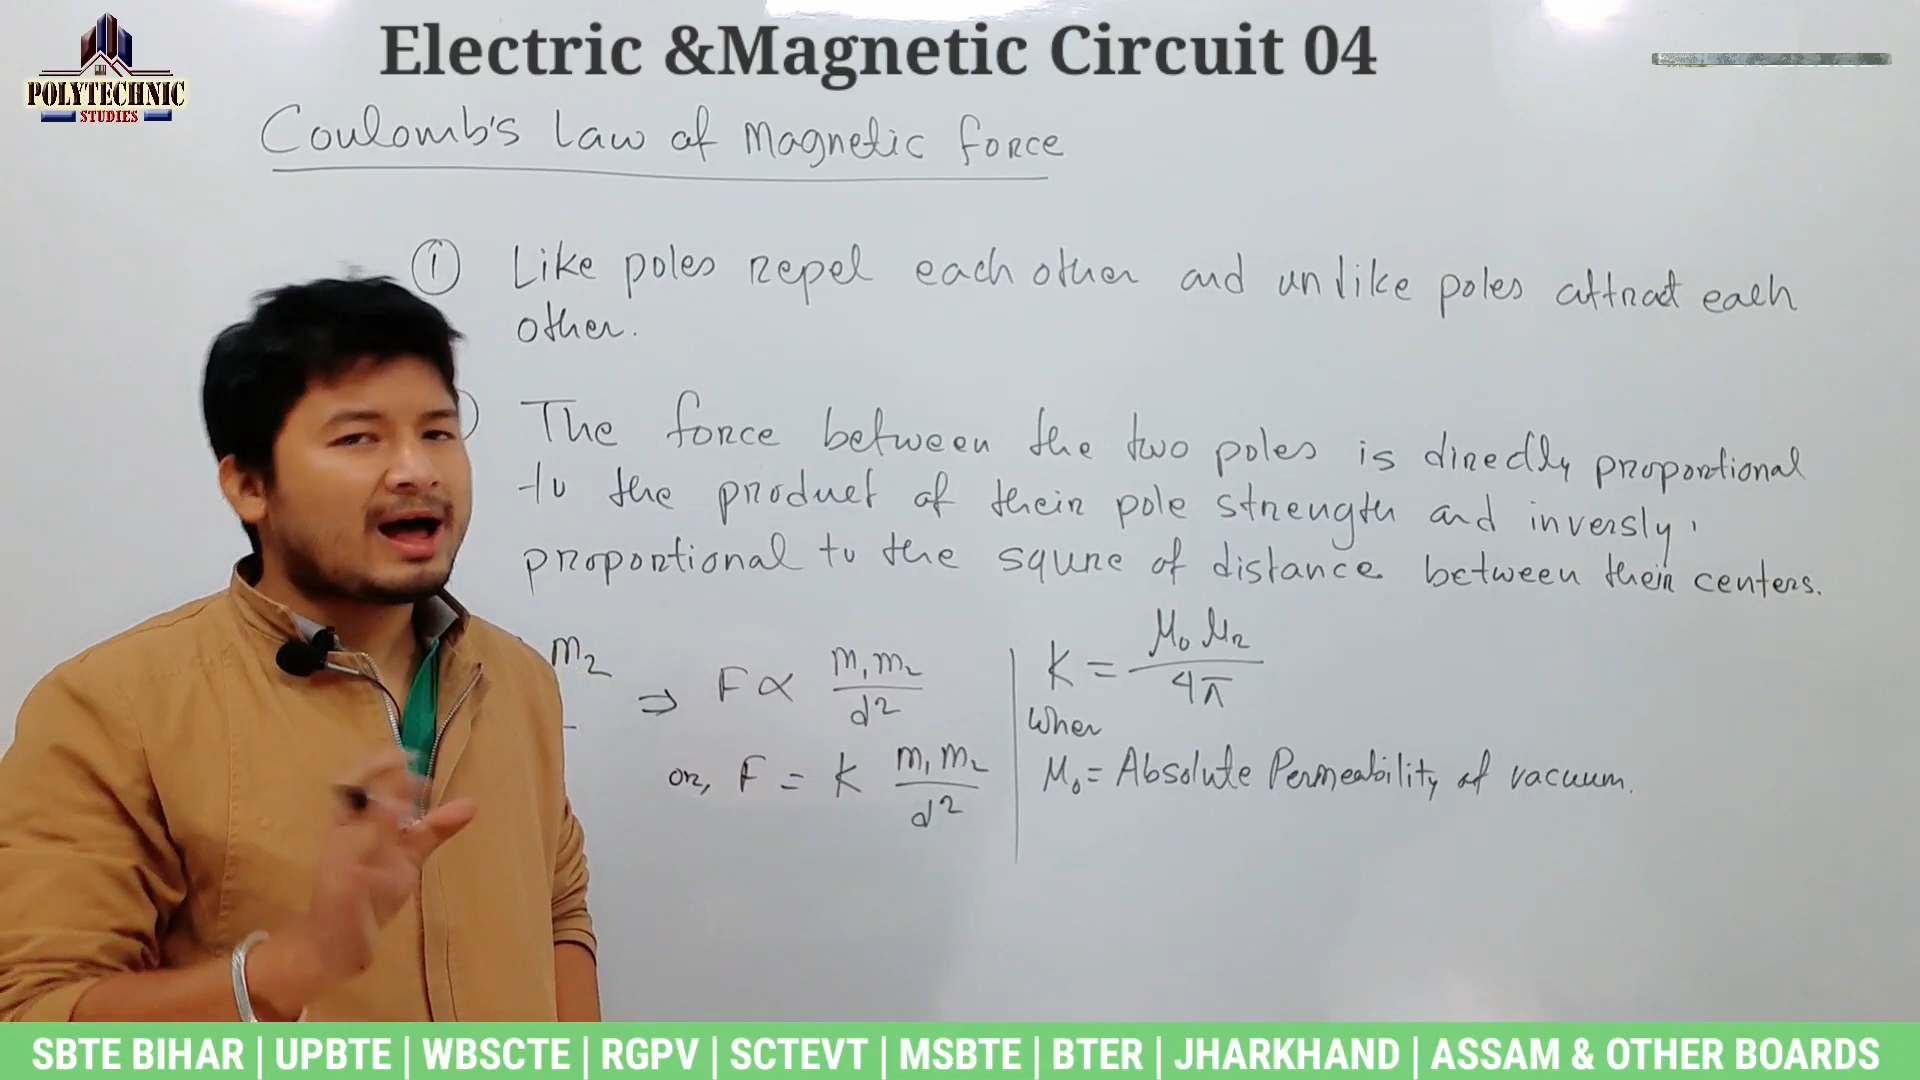 Electric &Magnetic Circuit 04
POLYTECHNIC
STUDIES
Coulomb's Law of Magnetic force
① Like poles repel each other and unlike poles attract each
other.
The force between the two poles is directly proportional
to the product of their pole strength and inversly
proportional to the squre of distance between their centers.
m₂
⇒ F ∝ m₁m₂/d²
or, F = K m₁m₂/d²
K = μ₀μᵣ/4π
When
μ₀ = Absolute Permeability of vacuum.
SBTE BIHAR | UPBTE | WBSCTE | RGPV | SCTEVT | MSBTE | BTER | JHARKHAND | ASSAM & OTHER BOARDS